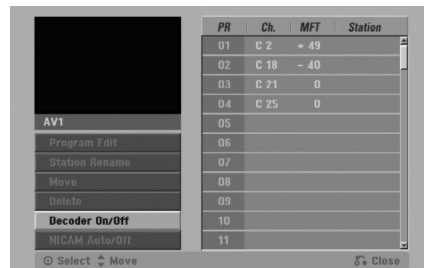 PR Ch. MFT Station
01 C 2 + 49
02 C 18 - 40
03 C 21 0
04 C 25 0
05
06
07
08
09
10
11
AV1
Program Edit
Station Rename
Move
Delete
Decoder On/Off
NICAM Auto/Off
Select Move
Close